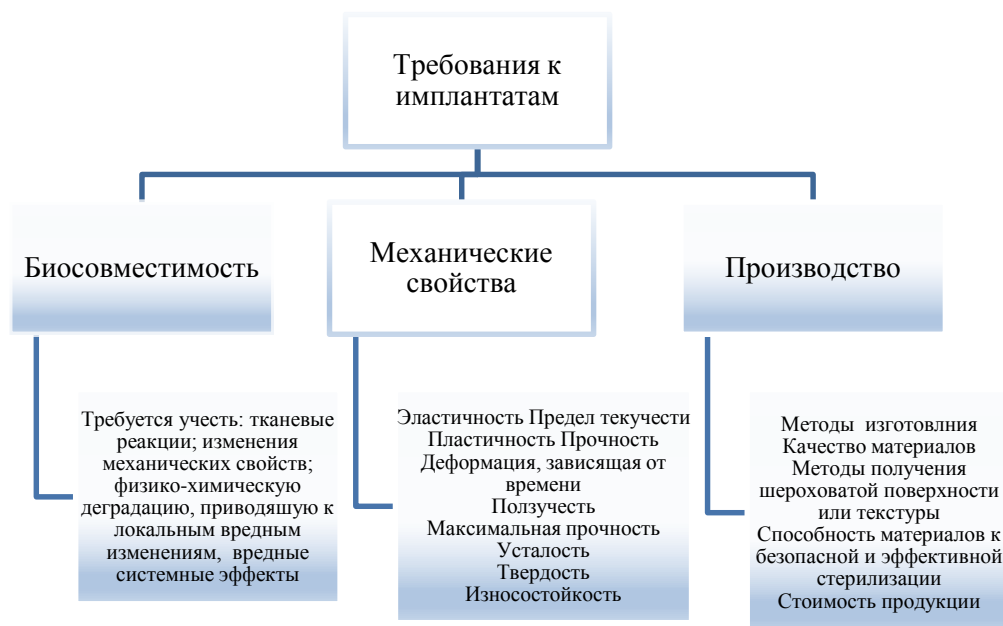 Требования к
имплантатам
Биосовместимость
Механические
свойства
Производство
Требуется учесть: тканевые
реакции; изменения
механических свойств;
физико-химическую
деградацию, приводяшую к
локальным вредным
изменениям, вредные
системные эффекты
Эластичность Предел текучести
Пластичность Прочность
Деформация, зависящая от
времени
Ползучесть
Максимальная прочность
Усталость
Твердость
Износостойкость
Методы изготовлния
Качество материалов
Методы получения
шероховатой поверхности
или текстуры
Способность материалов к
безопасной и эффективной
стерилизации
Стоимость продукции